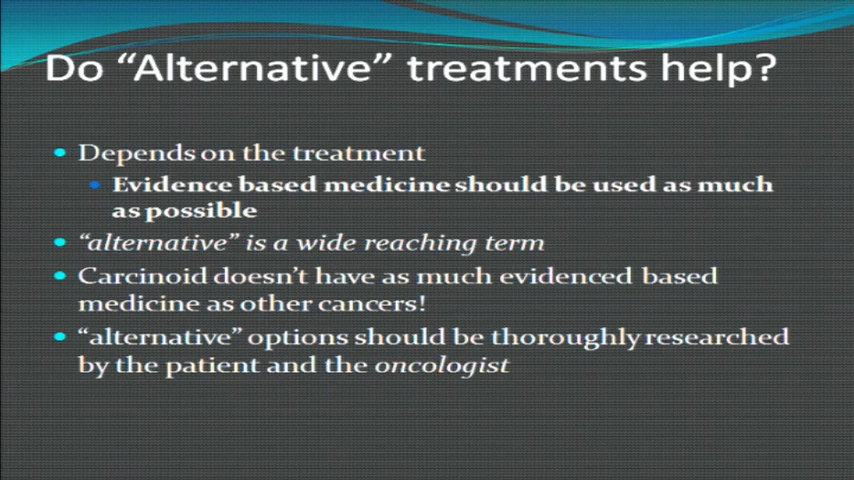 Do “Alternative” treatments help?
Depends on the treatment
Evidence based medicine should be used as much
as possible
“alternative” is a wide reaching term
Carcinoid doesn’t have as much evidenced based
medicine as other cancers!
“alternative” options should be thoroughly researched
by the patient and the oncologist